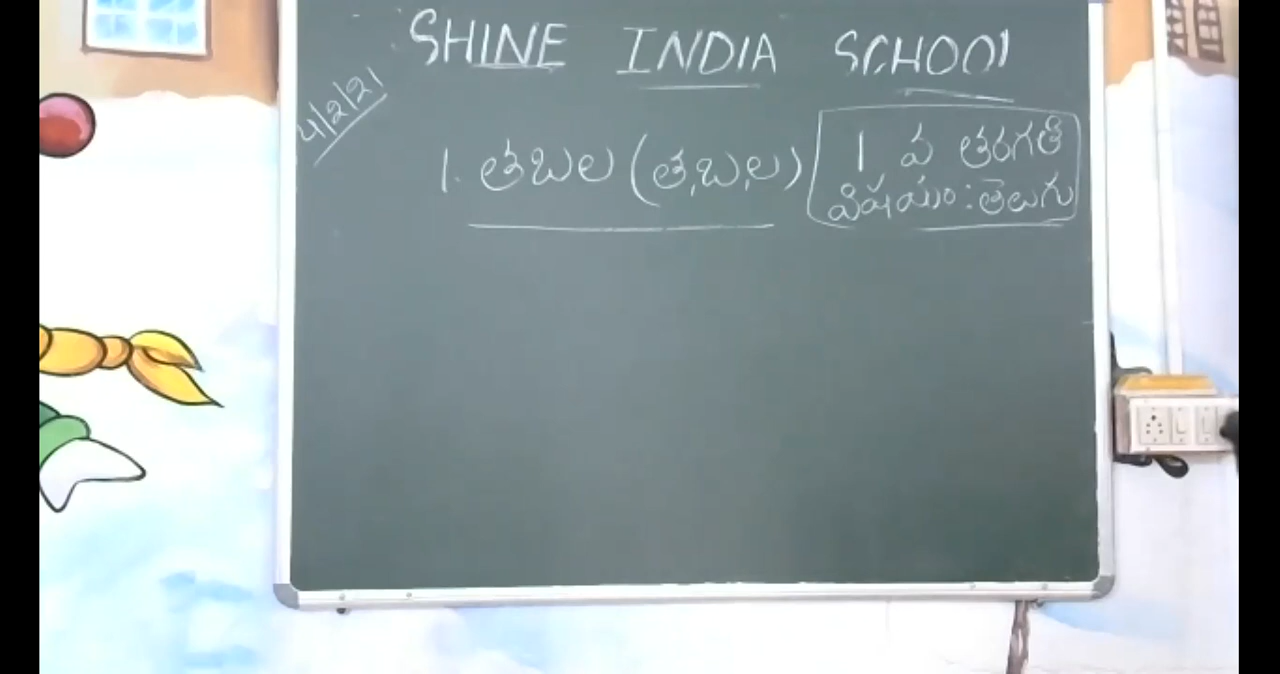 SHINE INDIA SCHOOL
4/2/21
1. తబల (త,బ,ల)
1 వ తరగతి
విషయం : తెలుగు